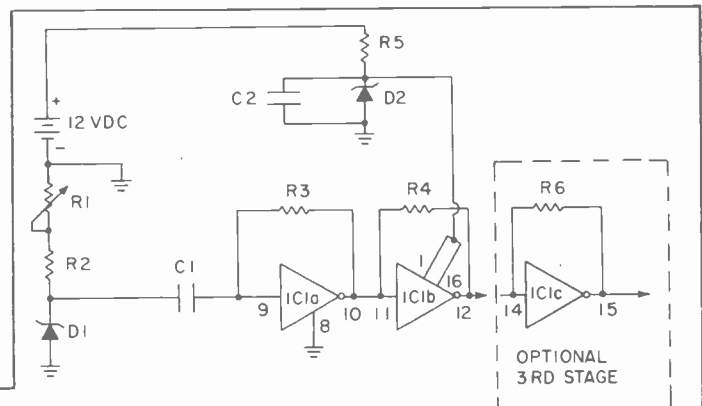 R5
C2
D2
+
12 VDC
-
R1
R2
C1
D1
R3
IC1a
9
10
8
R4
1
16
IC1b
11
12
R6
IC1c
14
15
OPTIONAL
3RD STAGE